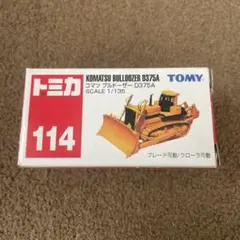 トミカ
114
KOMATSU BULLDOZER D375A
コマツ ブルドーザー D375A
SCALE 1/135
TOMY
ブレード可動/クローラ可動